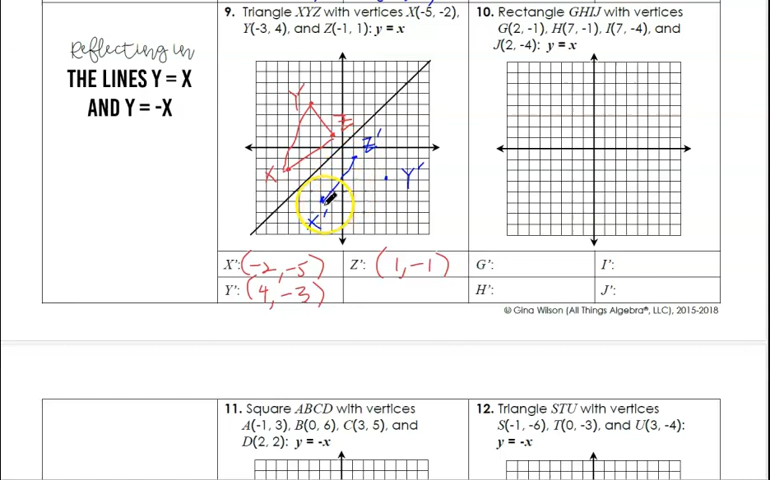 Reflecting in
THE LINES Y = X
AND Y = -X
9. Triangle XYZ with vertices X(-5, -2),
Y(-3, 4), and Z(-1, 1): y = x
Y
Z
X
Z'
Y'
X'
X': (-2, -5)
Z': (1, -1)
Y': (4, -3)
10. Rectangle GHIJ with vertices
G(2, -1), H(7, -1), I(7, -4), and
J(2, -4): y = x
G':
I':
H':
J':
© Gina Wilson (All Things Algebra®, LLC), 2015-2018
11. Square ABCD with vertices
A(-1, 3), B(0, 6), C(3, 5), and
D(2, 2): y = -x
12. Triangle STU with vertices
S(-1, -6), T(0, -3), and U(3, -4):
y = -x